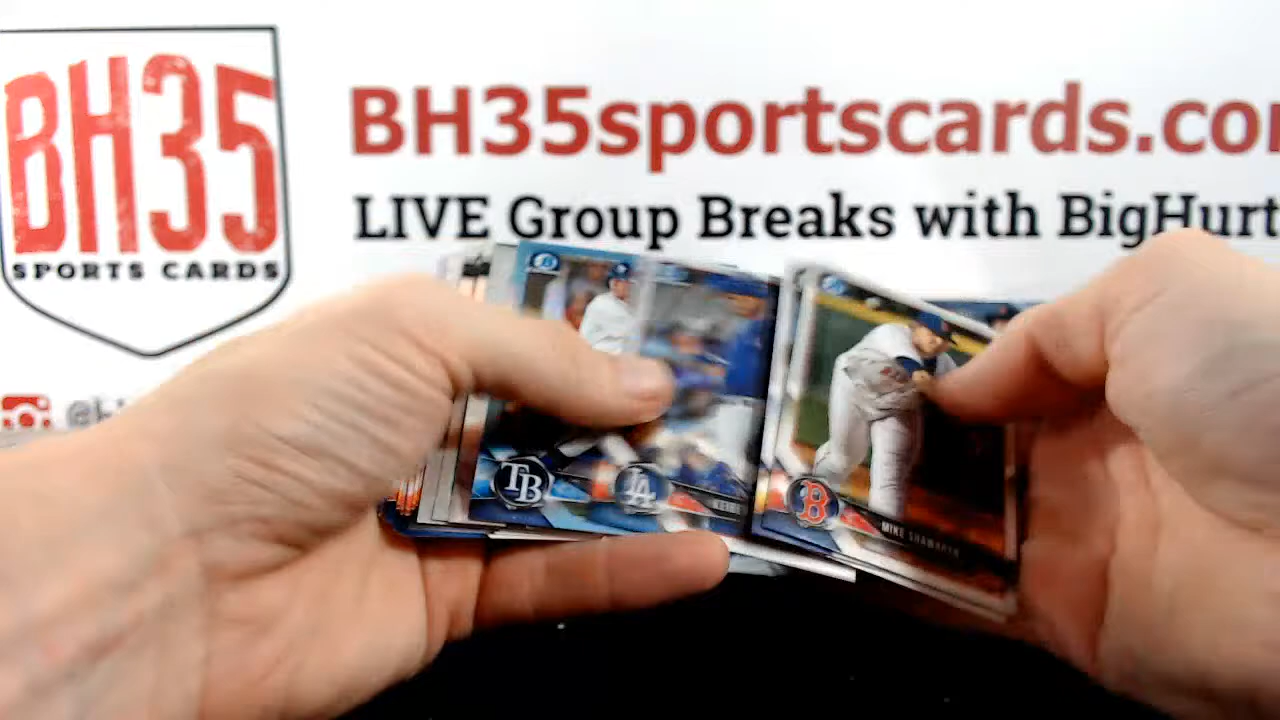 BH35
SPORTS CARDS
BH35sportscards.co
LIVE Group Breaks with BigHurt
TB
LA
B
MIKE SHAWARYN